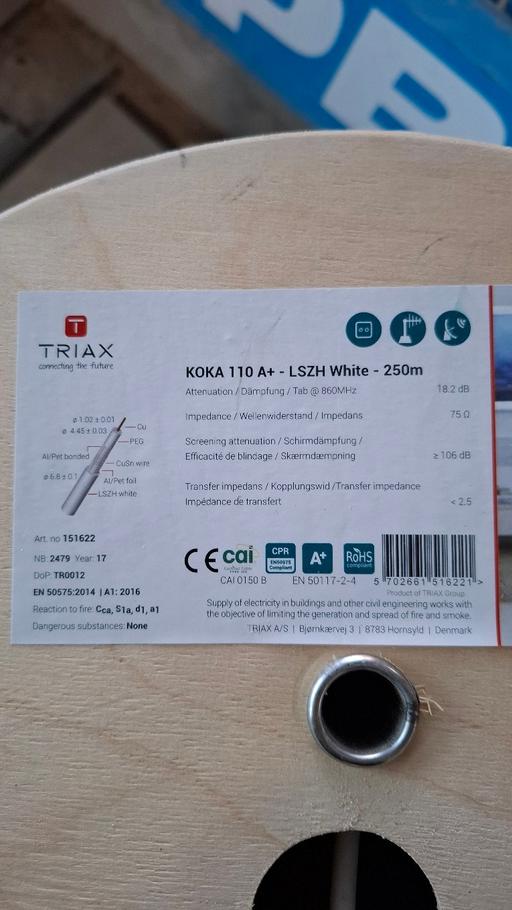 PB
TRIAX
connecting the future
KOKA 110 A+ - LSZH White - 250m
Attenuation / Dämpfung / Tab @ 860MHz 18.2 dB
Impedance / Wellenwiderstand / Impedans 75 Ω
Screening attenuation / Schirmdämpfung /
Efficacité de blindage / Skærmdæmpning ≥ 106 dB
Transfer impedans / Kopplungswid /Transfer impedance
Impédance de transfert < 2.5
ø 1.02 ± 0.01
Cu
ø 4.45 ± 0.03
PEG
Al/Pet bonded
CuSn wire
ø 6.8 ± 0.1
Al/Pet foil
LSZH white
Art. no 151622
NB: 2479 Year: 17
DoP: TR0012
EN 50575:2014 | A1: 2016
Reaction to fire: Cca, S1a, d1, a1
Dangerous substances: None
CE
cai
CAI 0150 B
CPR
EN50575
Compliant
A+
RoHS
compliant
EN 50117-2-4
5 702661 516221 >
Product of TRIAX Group
Supply of electricity in buildings and other civil engineering works with
the objective of limiting the generation and spread of fire and smoke.
TRIAX A/S | Bjørnkærvej 3 | 8783 Hornsyld | Denmark